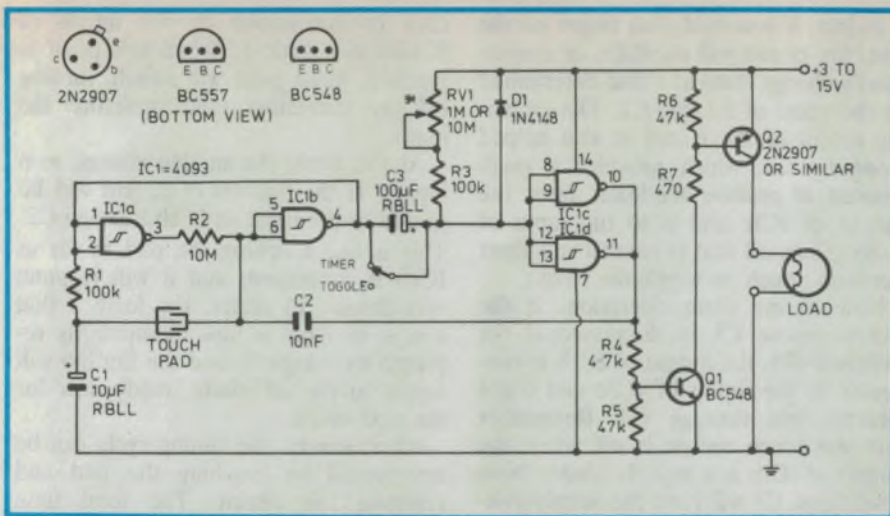 c
e
b
2N2907
E B C
BC557
(BOTTOM VIEW)
E B C
BC548
IC1=4093
1
2
IC1a
3
R2
10M
R1
100k
TOUCH
PAD
C1
10μF
RBLL
+
C2
10nF
5
6
IC1b
4
C3
100μF
RBLL
+
TIMER
TOGGLE
RV1
1M OR
10M
D1
1N4148
R3
100k
14
8
9
10
IC1c
IC1d
12
13
11
7
R4
4·7k
R5
47k
Q1
BC548
R6
47k
R7
470
Q2
2N2907
OR SIMILAR
LOAD
+3 TO
15V